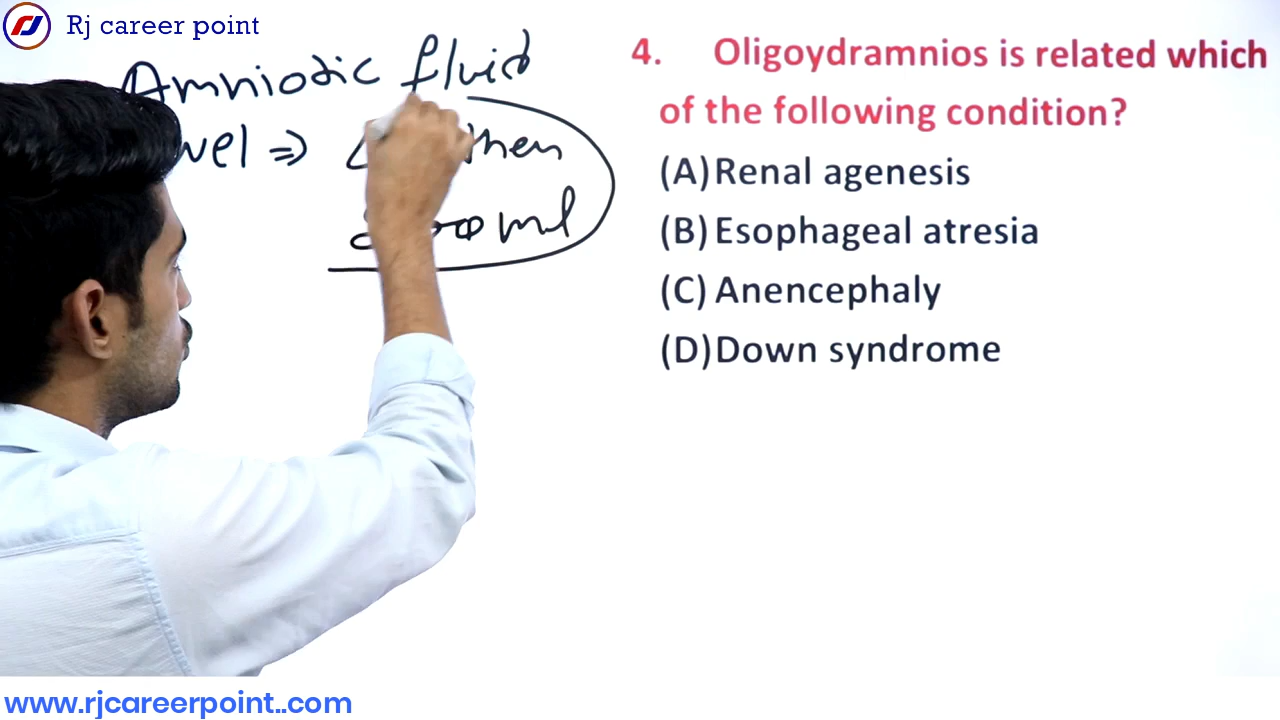 Rj career point
Amniotic fluid
4. Oligoydramnios is related which
of the following condition?
(A) Renal agenesis
(B) Esophageal atresia
(C) Anencephaly
(D) Down syndrome
ml
www.rjcareerpoint..com